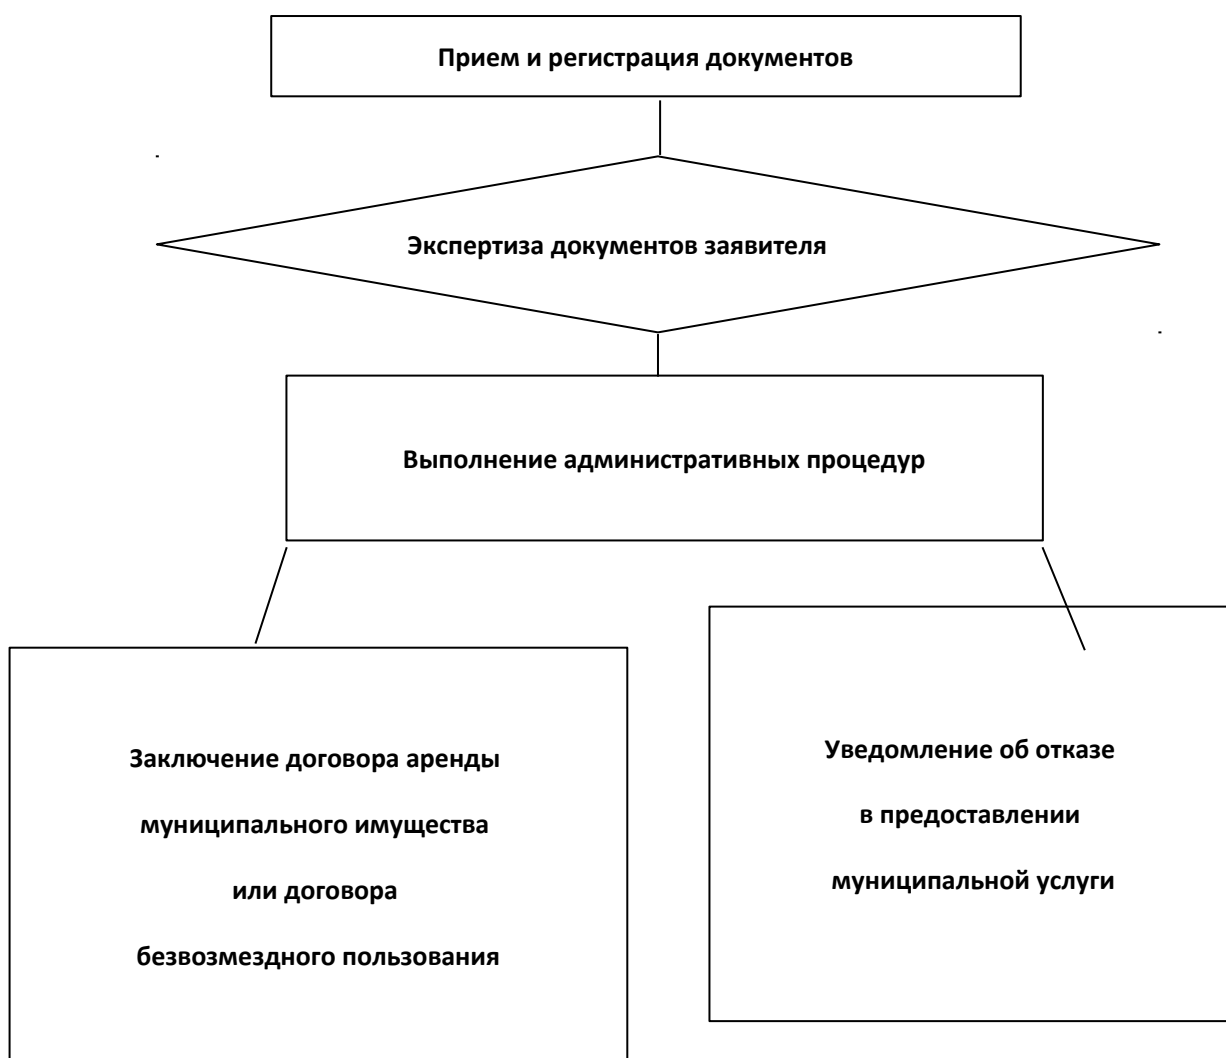 Прием и регистрация документов
Экспертиза документов заявителя
Выполнение административных процедур
Заключение договора аренды
муниципального имущества
или договора
безвозмездного пользования
Уведомление об отказе
в предоставлении
муниципальной услуги